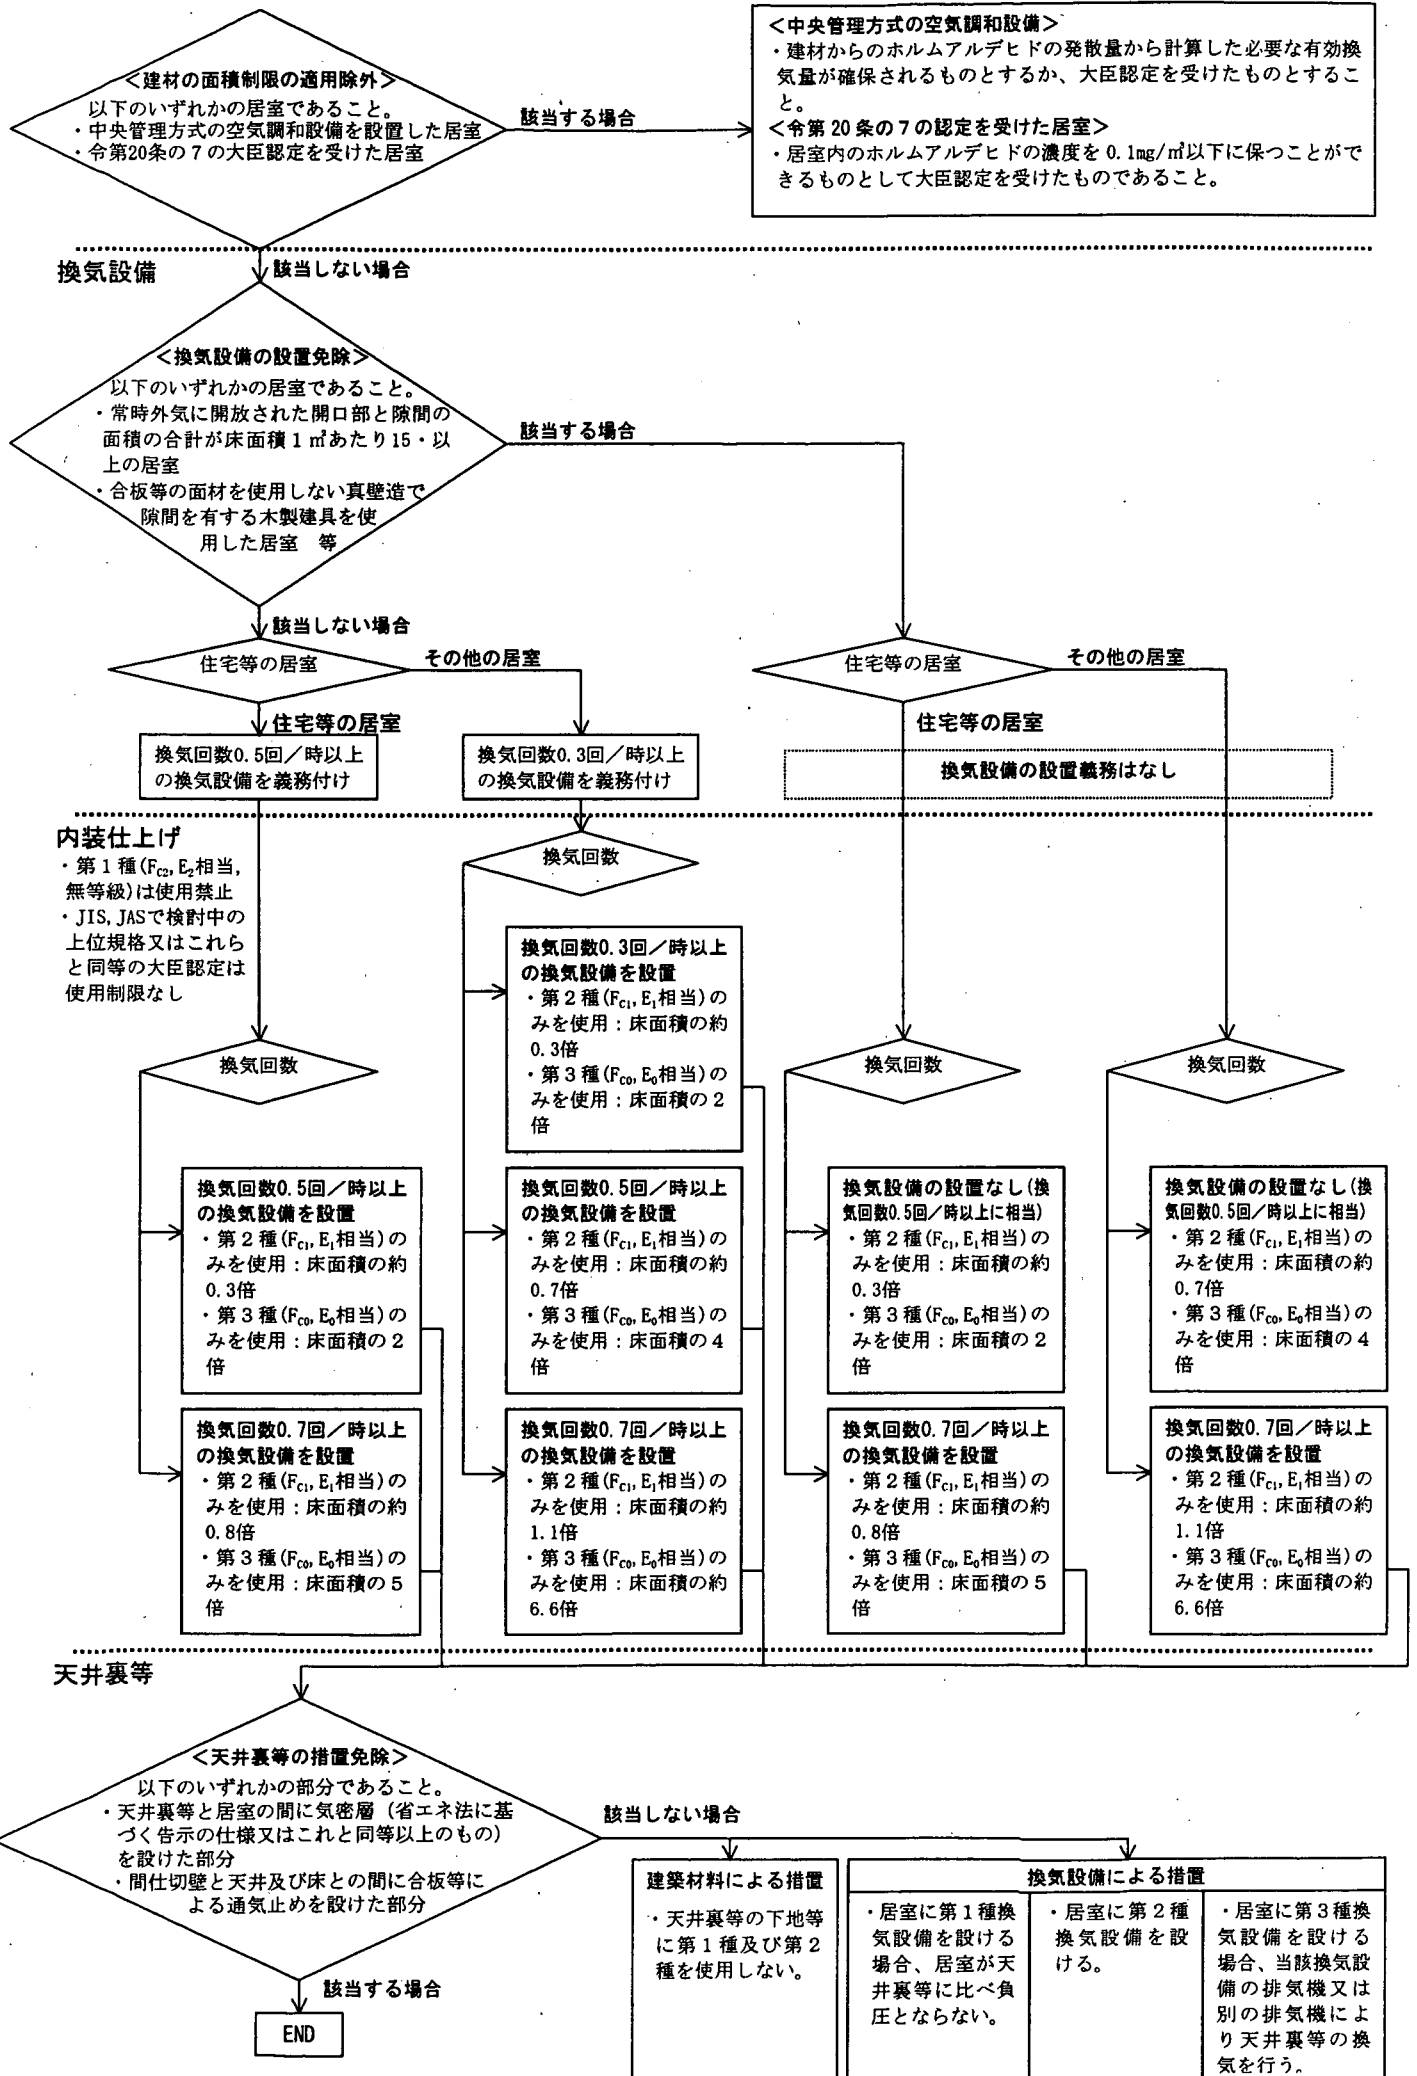 ＜建材の面積制限の適用除外＞
以下のいずれかの居室であること。
・中央管理方式の空気調和設備を設置した居室
・令第20条の７の大臣認定を受けた居室
該当する場合
＜中央管理方式の空気調和設備＞
・建材からのホルムアルデヒドの発散量から計算した必要な有効換
気量が確保されるものとするか、大臣認定を受けたものとするこ
と。
＜令第20条の７の認定を受けた居室＞
・居室内のホルムアルデヒドの濃度を0.1mg/㎥以下に保つことがで
きるものとして大臣認定を受けたものであること。
換気設備
該当しない場合
＜換気設備の設置免除＞
以下のいずれかの居室であること。
・常時外気に開放された開口部と隙間の
面積の合計が床面積１㎡あたり15・以
上の居室
・合板等の面材を使用しない真壁造で
隙間を有する木製建具を使
用した居室　等
該当する場合
該当しない場合
住宅等の居室
その他の居室
住宅等の居室
その他の居室
住宅等の居室
住宅等の居室
換気回数0.5回／時以上
の換気設備を義務付け
換気回数0.3回／時以上
の換気設備を義務付け
換気設備の設置義務はなし
内装仕上げ
・第１種(FC2,E2相当,
無等級)は使用禁止
・JIS,JASで検討中の
上位規格又はこれら
と同等の大臣認定は
使用制限なし
換気回数
換気回数0.3回／時以上
の換気設備を設置
・第２種(FC1,E1相当)の
みを使用：床面積の約
0.3倍
・第３種(FC0,E0相当)の
みを使用：床面積の２
倍
換気回数
換気回数
換気回数
換気回数0.5回／時以上
の換気設備を設置
・第２種(FC1,E1相当)の
みを使用：床面積の約
0.3倍
・第３種(FC0,E0相当)の
みを使用：床面積の２
倍
換気回数0.5回／時以上
の換気設備を設置
・第２種(FC1,E1相当)の
みを使用：床面積の約
0.7倍
・第３種(FC0,E0相当)の
みを使用：床面積の４
倍
換気設備の設置なし(換
気回数0.5回／時以上に相当)
・第２種(FC1,E1相当)の
みを使用：床面積の約
0.3倍
・第３種(FC0,E0相当)の
みを使用：床面積の２
倍
換気設備の設置なし(換
気回数0.5回／時以上に相当)
・第２種(FC1,E1相当)の
みを使用：床面積の約
0.7倍
・第３種(FC0,E0相当)の
みを使用：床面積の４
倍
換気回数0.7回／時以上
の換気設備を設置
・第２種(FC1,E1相当)の
みを使用：床面積の約
0.8倍
・第３種(FC0,E0相当)の
みを使用：床面積の５
倍
換気回数0.7回／時以上
の換気設備を設置
・第２種(FC1,E1相当)の
みを使用：床面積の約
1.1倍
・第３種(FC0,E0相当)の
みを使用：床面積の約
6.6倍
換気回数0.7回／時以上
の換気設備を設置
・第２種(FC1,E1相当)の
みを使用：床面積の約
0.8倍
・第３種(FC0,E0相当)の
みを使用：床面積の５
倍
換気回数0.7回／時以上
の換気設備を設置
・第２種(FC1,E1相当)の
みを使用：床面積の約
1.1倍
・第３種(FC0,E0相当)の
みを使用：床面積の約
6.6倍
天井裏等
＜天井裏等の措置免除＞
以下のいずれかの部分であること。
・天井裏等と居室の間に気密層（省エネ法に基
づく告示の仕様又はこれと同等以上のもの）
を設けた部分
・間仕切壁と天井及び床との間に合板等に
よる通気止めを設けた部分
該当しない場合
該当する場合
END
建築材料による措置
・天井裏等の下地等
に第１種及び第２
種を使用しない。
換気設備による措置
・居室に第１種換
気設備を設ける
場合、居室が天
井裏等に比べ負
圧とならない。
・居室に第２種
換気設備を設
ける。
・居室に第３種換
気設備を設ける
場合、当該換気設
備の排気機又は
別の排気機によ
り天井裏等の換
気を行う。